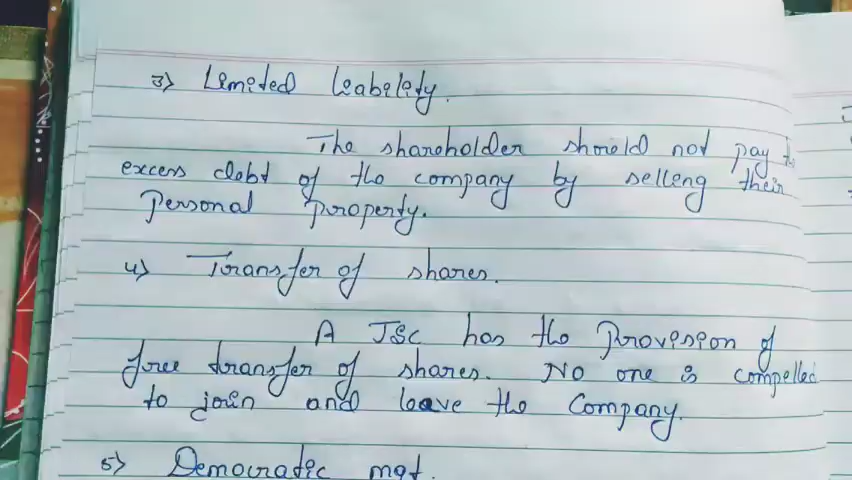 3) Limited liability.
The shareholder should not pay the
excess debt of the company by selling their
Personal Property.
4) Transfer of shares.
A JSC has the Provision of
free transfer of shares. No one is compelled
to join and leave the Company.
5) Democratic mgt.